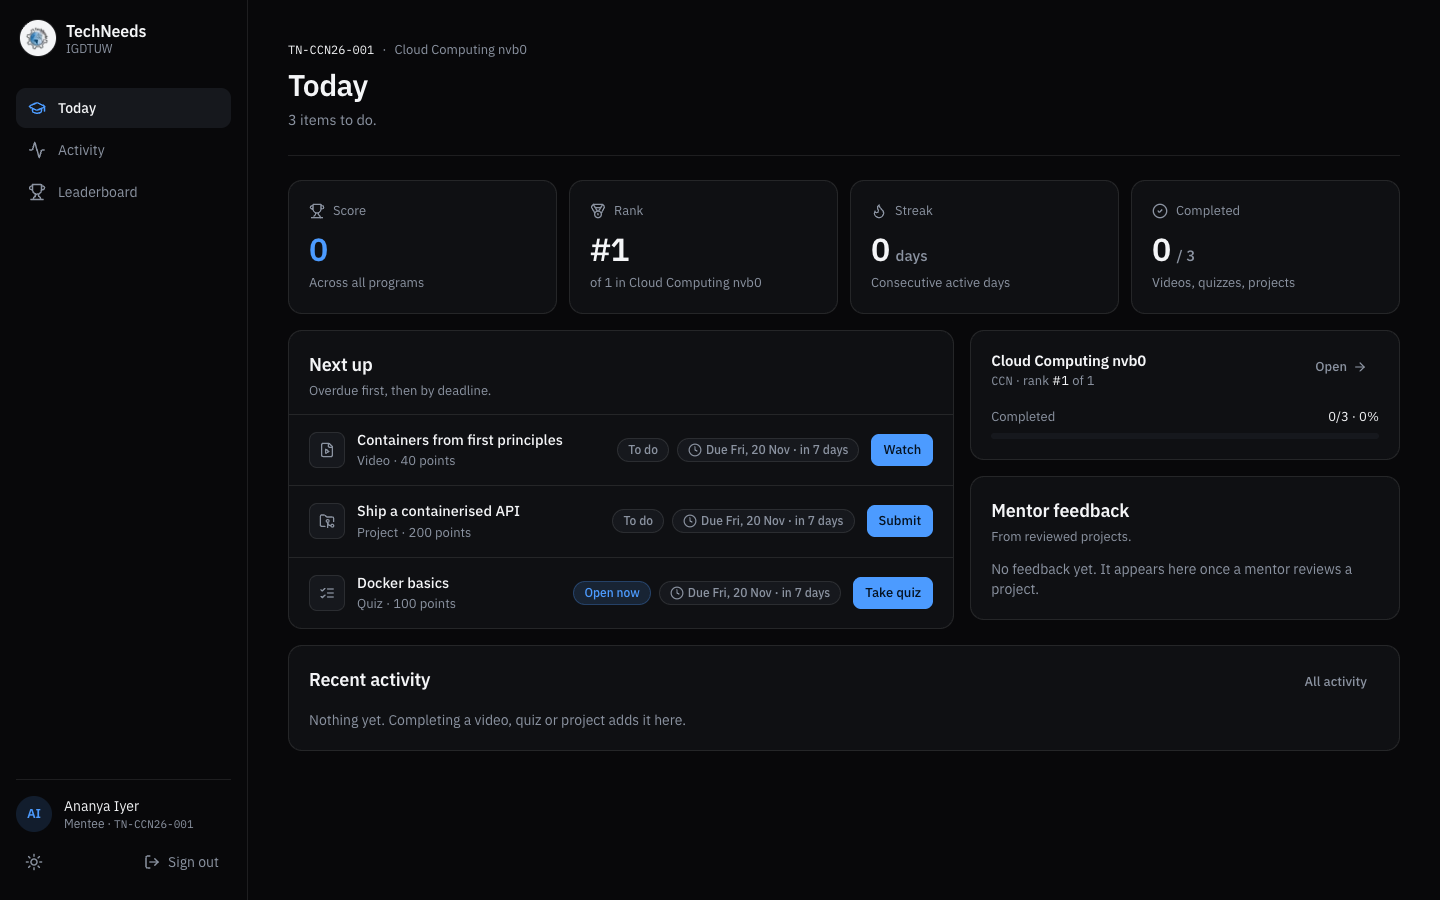 TechNeeds
IGDTUW
Today
Activity
Leaderboard
AI
Ananya Iyer
Mentee · TN-CCN26-001
Sign out
TN-CCN26-001 · Cloud Computing nvb0
Today
3 items to do.
Score
0
Across all programs
Rank
#1
of 1 in Cloud Computing nvb0
Streak
0 days
Consecutive active days
Completed
0 / 3
Videos, quizzes, projects
Next up
Overdue first, then by deadline.
Containers from first principles
Video · 40 points
To do
Due Fri, 20 Nov · in 7 days
Watch
Ship a containerised API
Project · 200 points
To do
Due Fri, 20 Nov · in 7 days
Submit
Docker basics
Quiz · 100 points
Open now
Due Fri, 20 Nov · in 7 days
Take quiz
Cloud Computing nvb0
CCN · rank #1 of 1
Open →
Completed
0/3 · 0%
Mentor feedback
From reviewed projects.
No feedback yet. It appears here once a mentor reviews a
project.
Recent activity
All activity
Nothing yet. Completing a video, quiz or project adds it here.